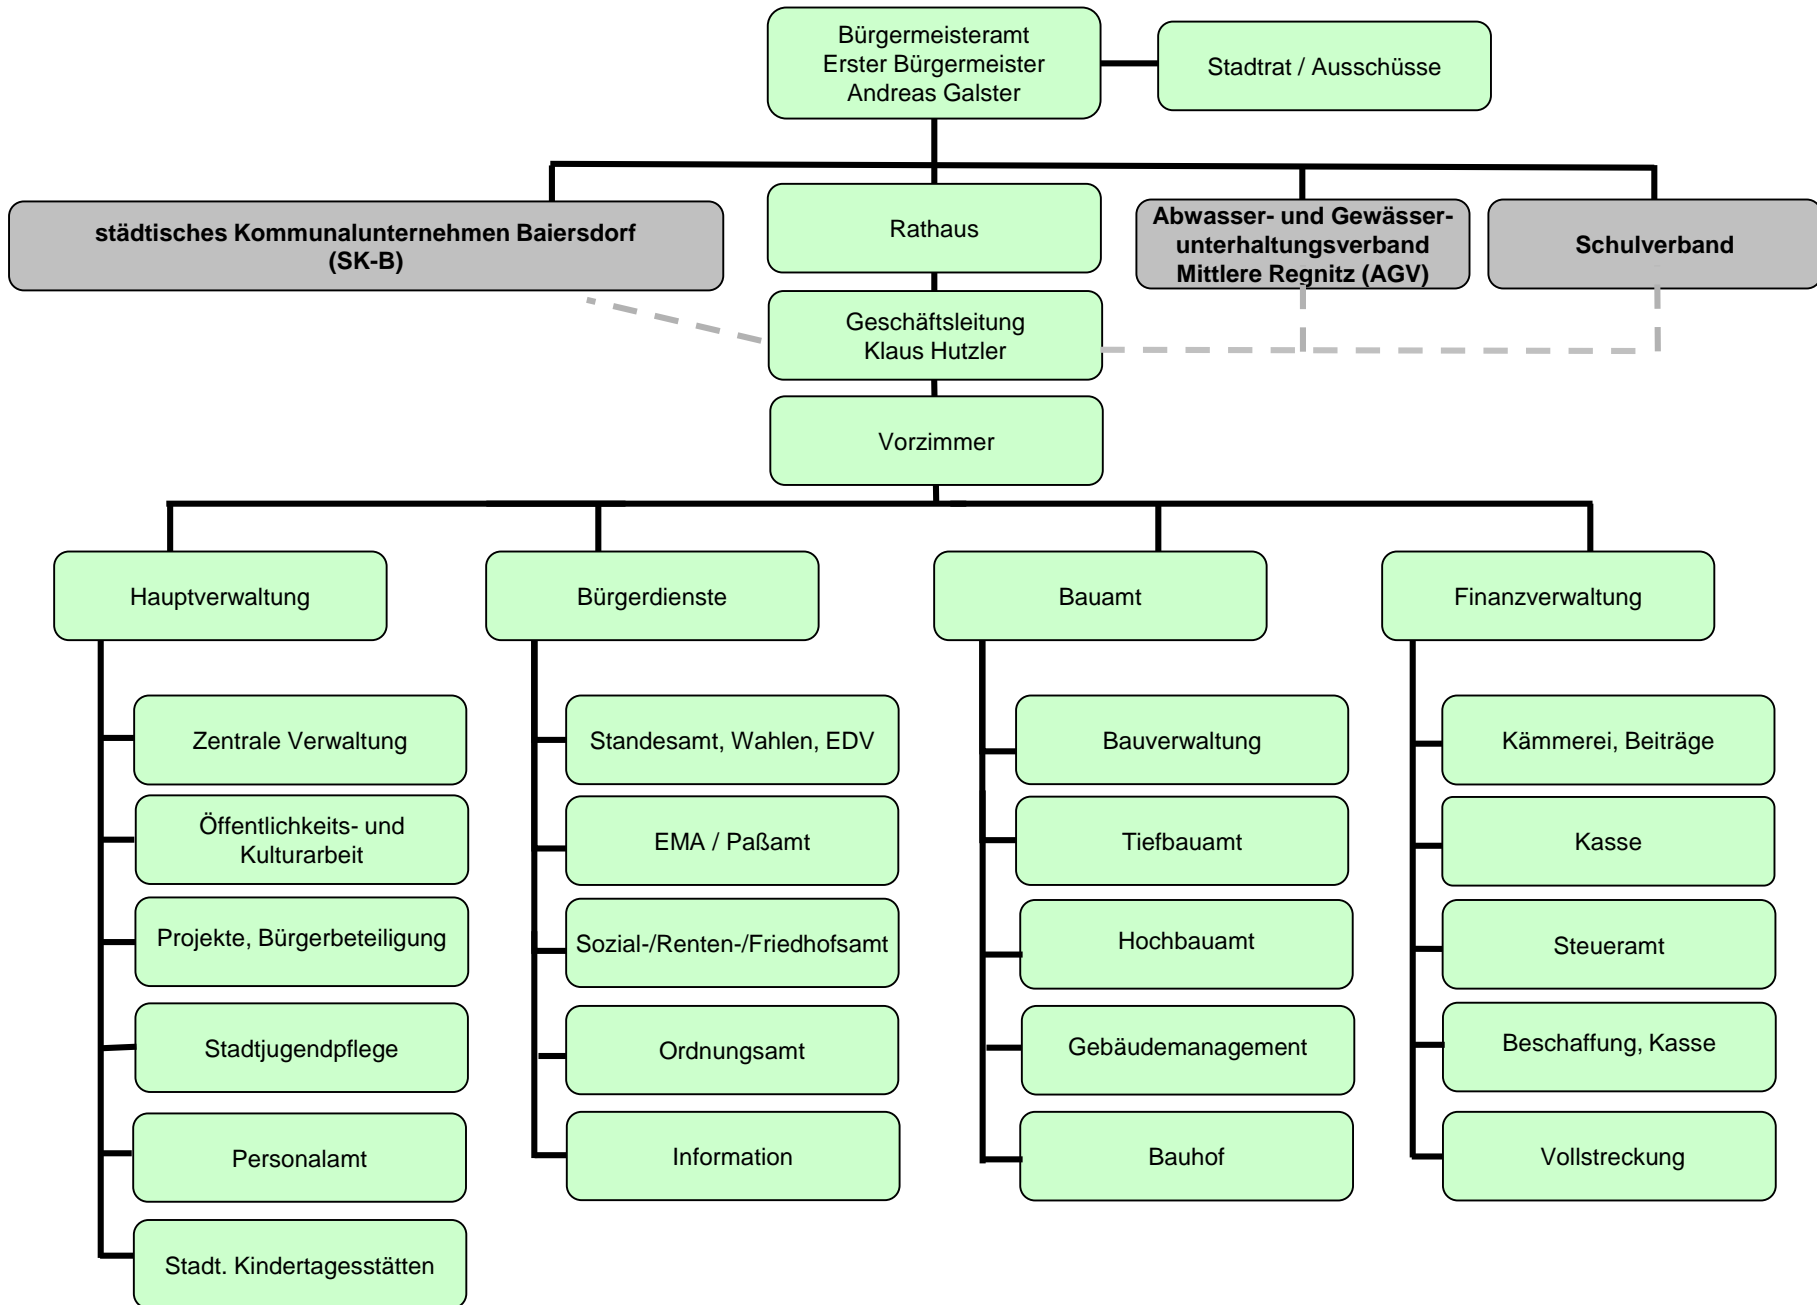 Bürgermeisteramt
Erster Bürgermeister
Andreas Galster
Stadtrat / Ausschüsse
städtisches Kommunalunternehmen Baiersdorf
(SK-B)
Rathaus
Abwasser- und Gewässer-
unterhaltungsverband
Mittlere Regnitz (AGV)
Schulverband
Geschäftsleitung
Klaus Hutzler
Vorzimmer
Hauptverwaltung
Bürgerdienste
Bauamt
Finanzverwaltung
Zentrale Verwaltung
Öffentlichkeits- und
Kulturarbeit
Projekte, Bürgerbeteiligung
Stadtjugendpflege
Personalamt
Stadt. Kindertagesstätten
Standesamt, Wahlen, EDV
EMA / Paßamt
Sozial-/Renten-/Friedhofsamt
Ordnungsamt
Information
Bauverwaltung
Tiefbauamt
Hochbauamt
Gebäudemanagement
Bauhof
Kämmerei, Beiträge
Kasse
Steueramt
Beschaffung, Kasse
Vollstreckung